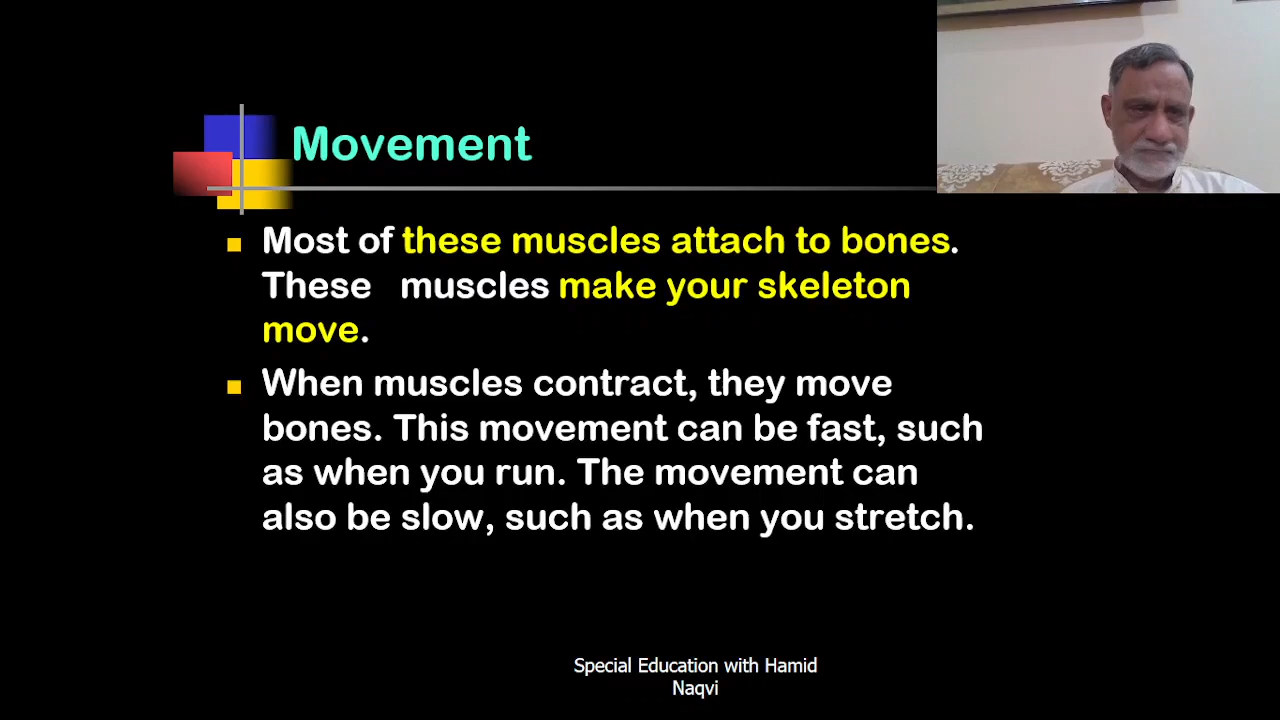 Movement
Most of these muscles attach to bones.
These muscles make your skeleton
move.
When muscles contract, they move
bones. This movement can be fast, such
as when you run. The movement can
also be slow, such as when you stretch.
Special Education with Hamid
Naqvi